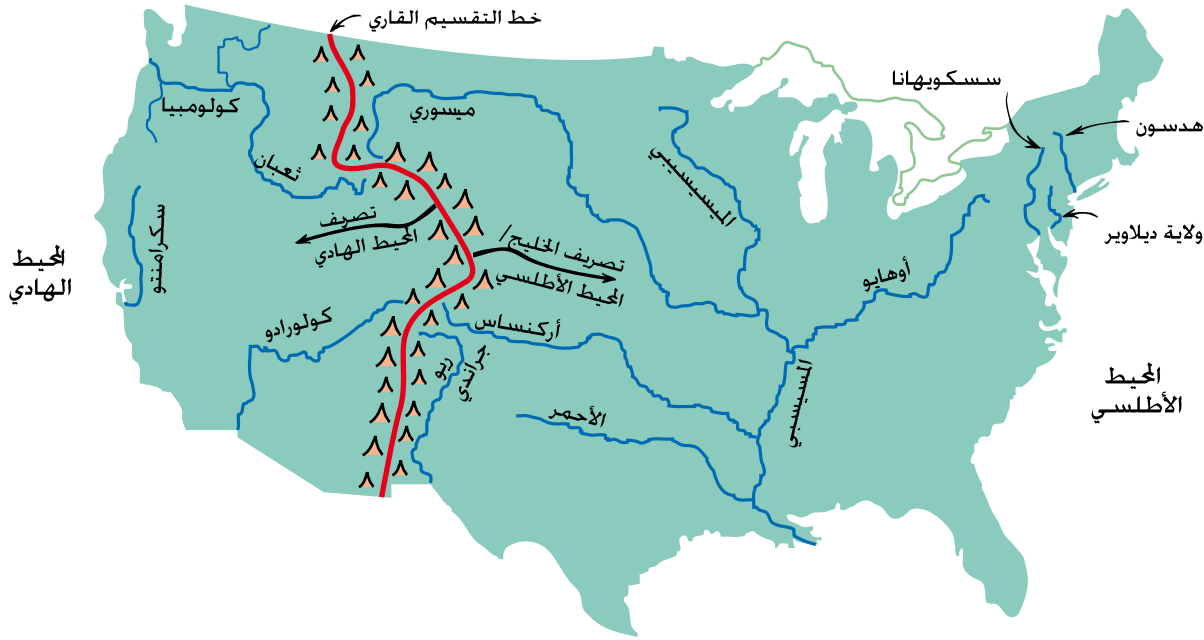 خط التقسيم القاري
سسكويهانا
هدسون
ولاية ديلاوير
كولومبيا
ميسوري
الميسيسيبي
ثعبان
تصريف
المحيط الهادي
تصريف الخليج/
المحيط الأطلسي
سكرامنتو
المحيط
الهادي
أوهايو
كولورادو
أركنساس
ريو
جراندي
المسيسبي
الأحمر
المحيط
الأطلسي